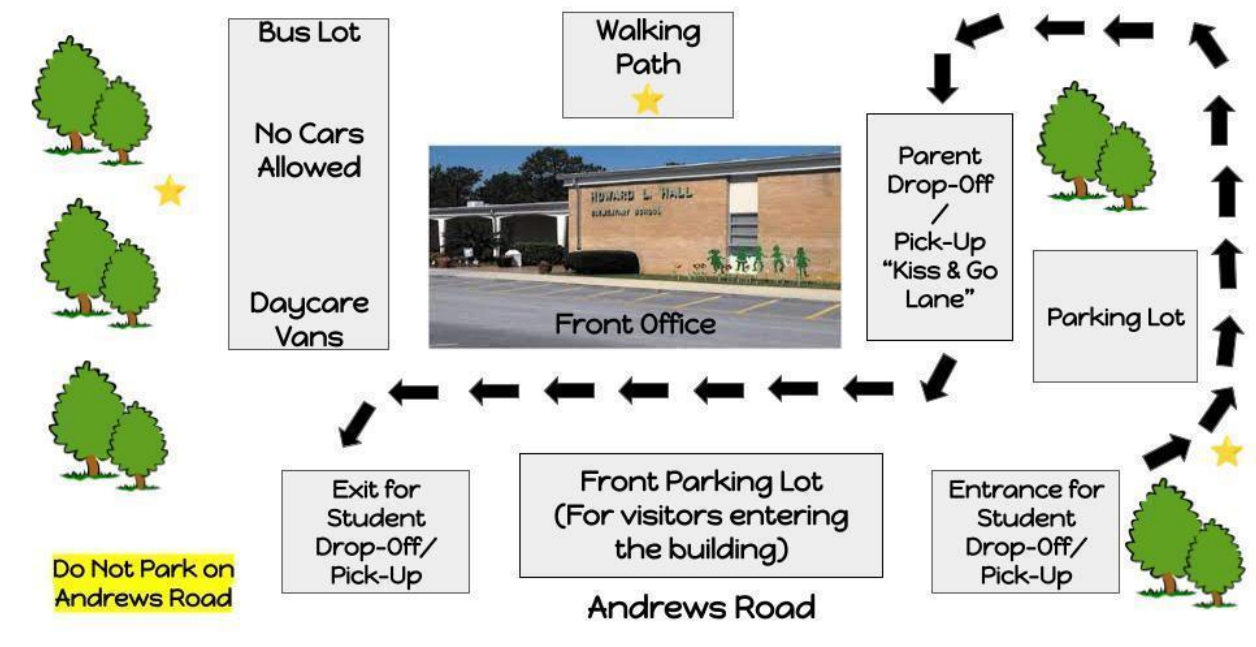 Bus Lot
No Cars
Allowed
Daycare
Vans
Walking
Path
HOWARD L. HALL
ELEMENTARY SCHOOL
Front Office
Parent
Drop-Off
/
Pick-Up
“Kiss & Go
Lane”
Parking Lot
Exit for
Student
Drop-Off/
Pick-Up
Front Parking Lot
(For visitors entering
the building)
Entrance for
Student
Drop-Off/
Pick-Up
Do Not Park on
Andrews Road
Andrews Road